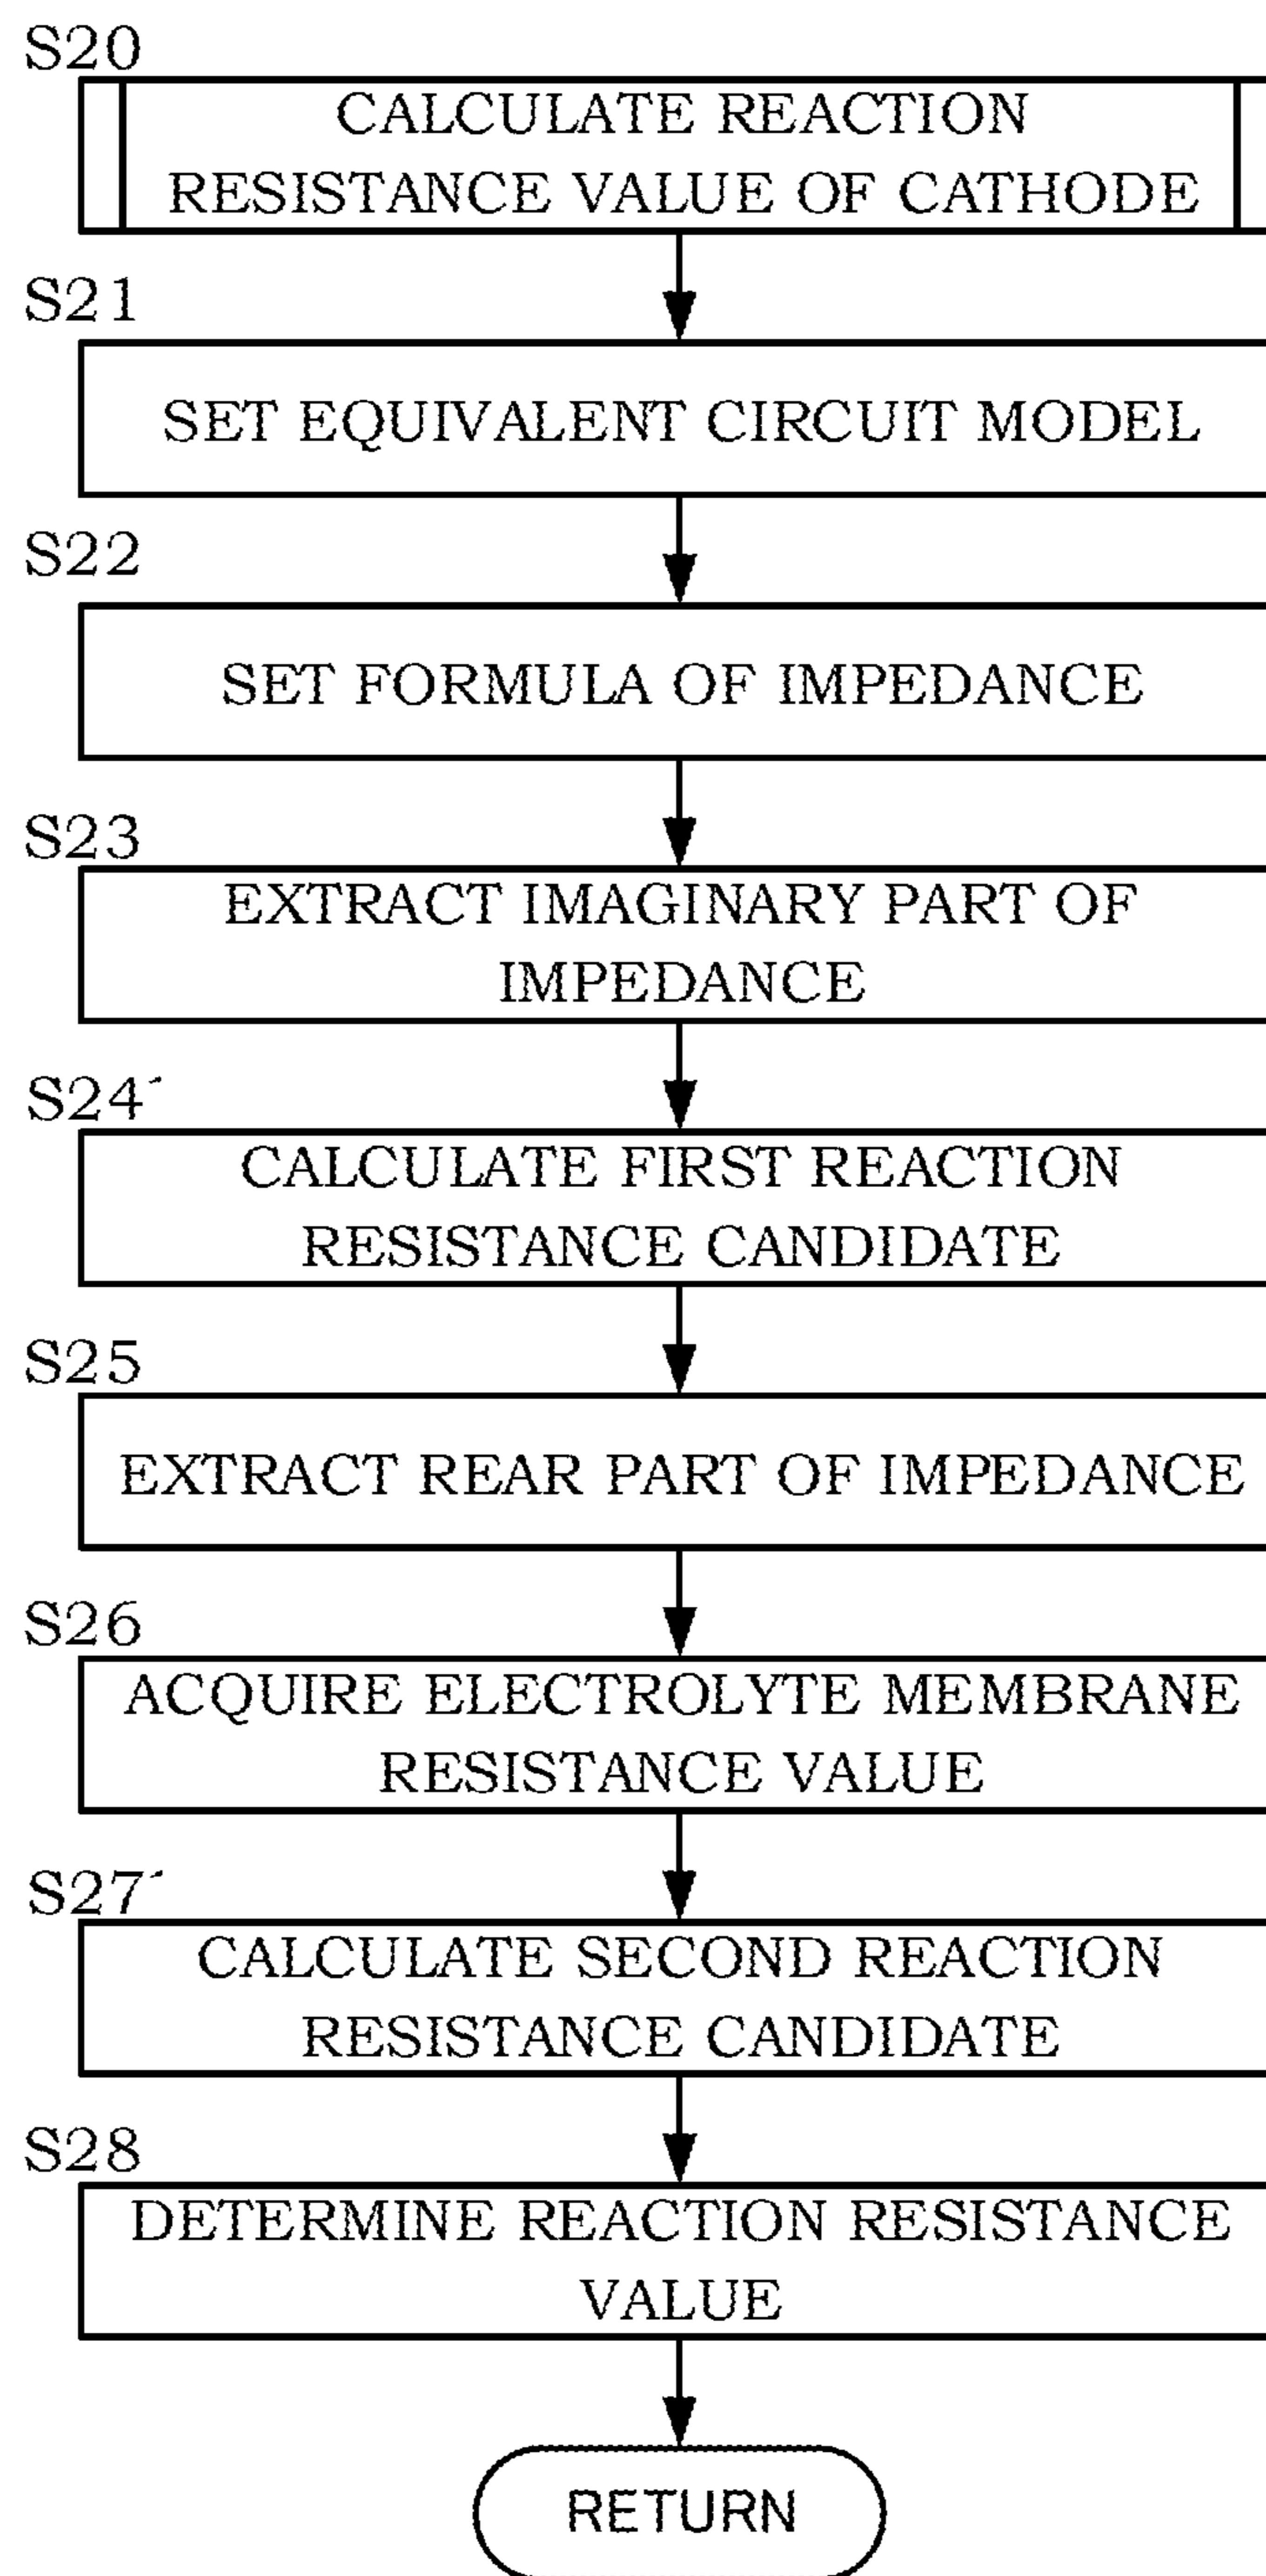 S20
CALCULATE REACTION
RESISTANCE VALUE OF CATHODE
S21
SET EQUIVALENT CIRCUIT MODEL
S22
SET FORMULA OF IMPEDANCE
S23
EXTRACT IMAGINARY PART OF
IMPEDANCE
S24´
CALCULATE FIRST REACTION
RESISTANCE CANDIDATE
S25
EXTRACT REAR PART OF IMPEDANCE
S26
ACQUIRE ELECTROLYTE MEMBRANE
RESISTANCE VALUE
S27´
CALCULATE SECOND REACTION
RESISTANCE CANDIDATE
S28
DETERMINE REACTION RESISTANCE
VALUE
RETURN